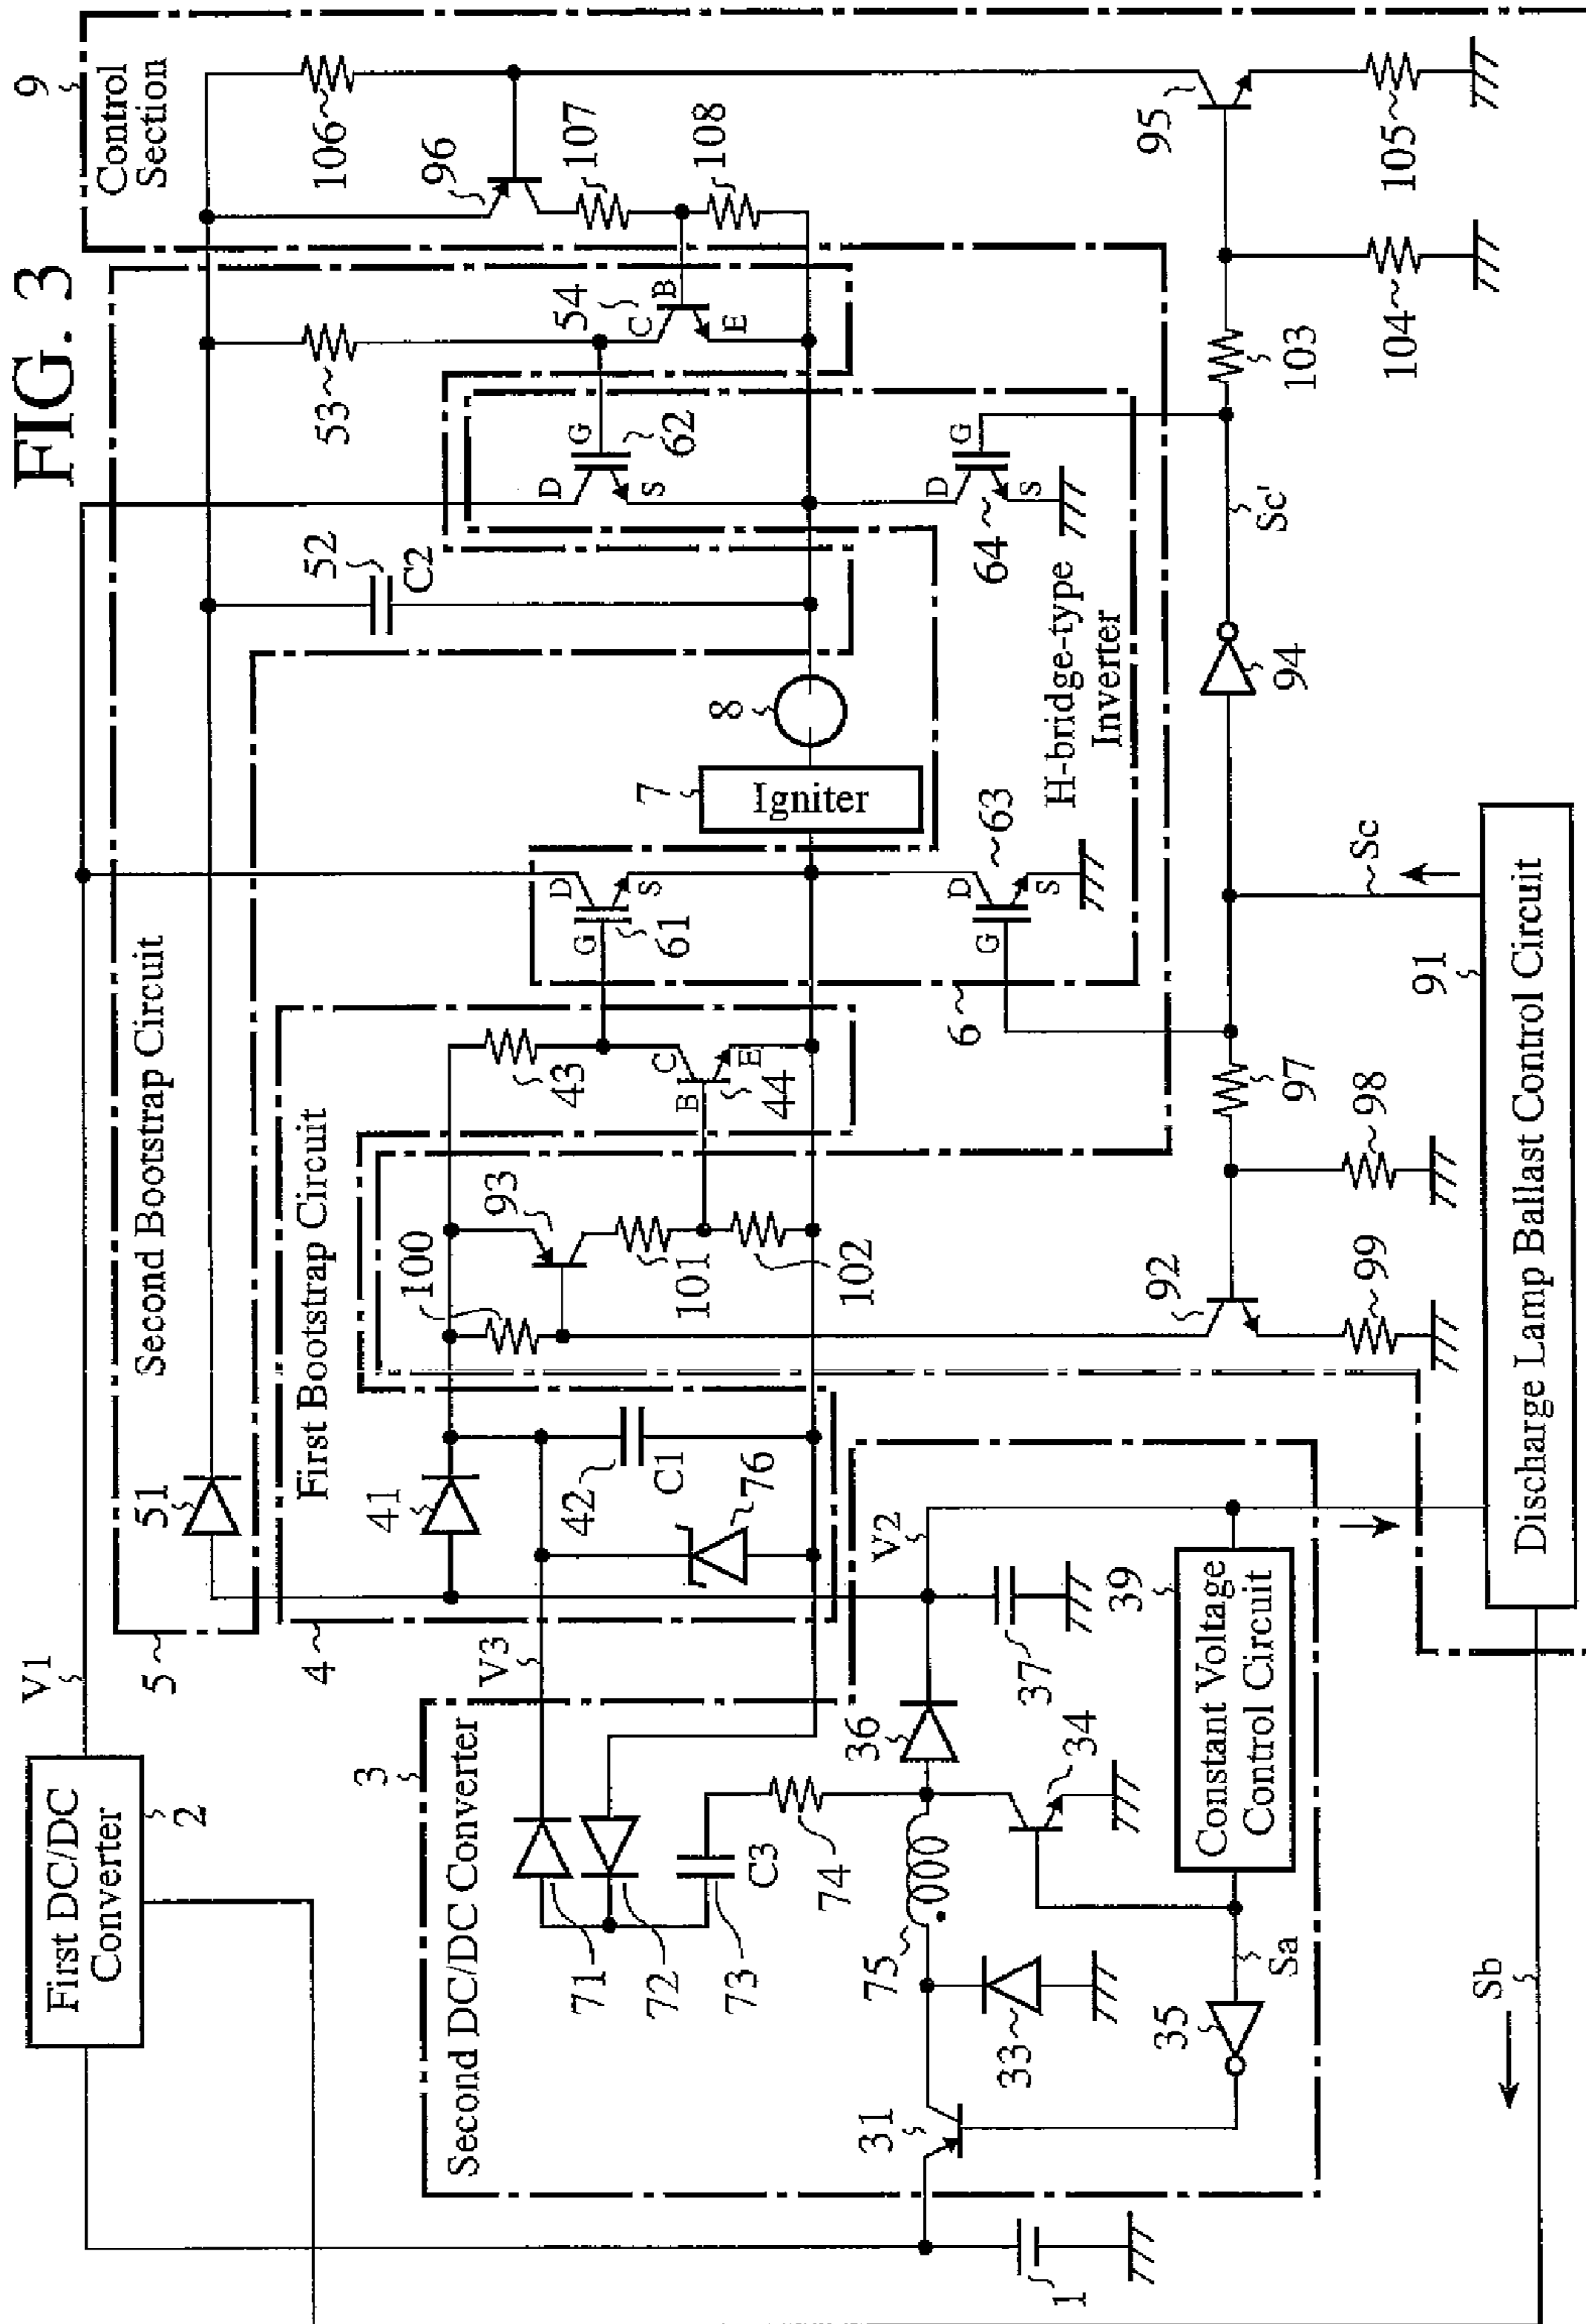 FIG. 3
9
Control
Section
106
96
107
108
95
105
104
103
53
54
C
B
E
62
G
D
S
52
C2
64
D
G
S
Sc'
94
H-bridge-type
Inverter
8
7
Igniter
61
G
D
S
63
D
G
S
6
Second Bootstrap Circuit
5
51
First Bootstrap Circuit
4
41
43
44
B
C
E
93
100
101
102
42
C1
76
92
97
98
99
Sc
91
Discharge Lamp Ballast Control Circuit
V1
First DC/DC
Converter
2
3
Second DC/DC Converter
V3
V2
71
72
73
C3
74
75
36
37
34
33
31
35
Sa
39
Constant Voltage
Control Circuit
1
Sb